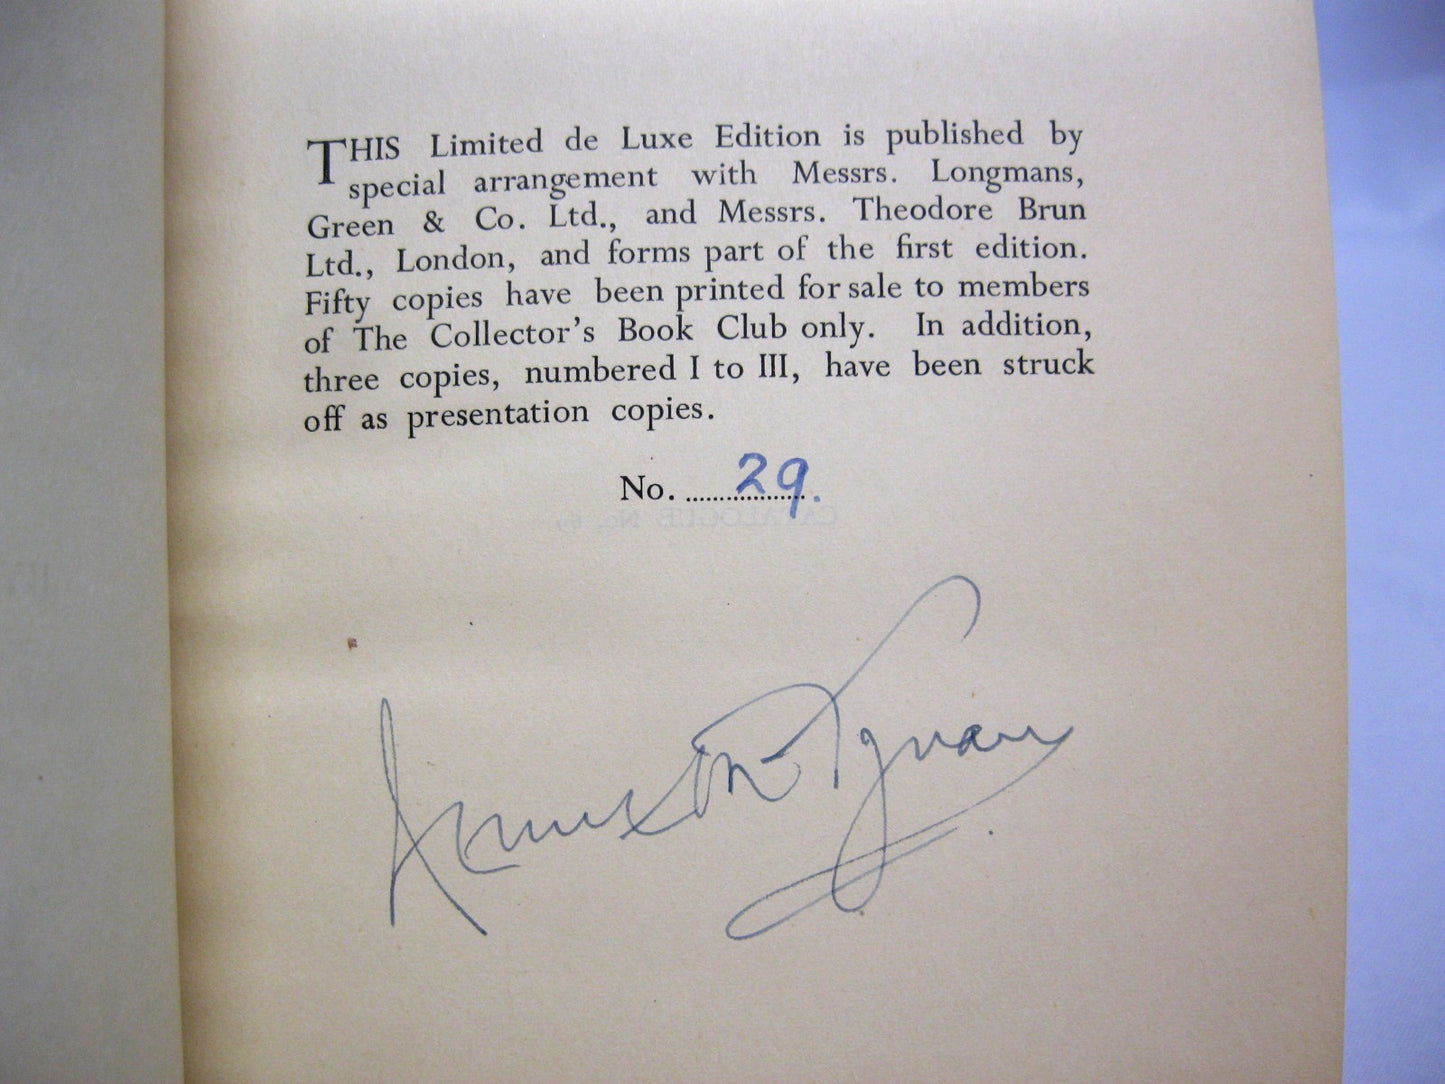 THIS Limited de Luxe Edition is published by
special arrangement with Messrs. Longmans,
Green & Co. Ltd., and Messrs. Theodore Brun
Ltd., London, and forms part of the first edition.
Fifty copies have been printed for sale to members
of The Collector's Book Club only. In addition,
three copies, numbered I to III, have been struck
off as presentation copies.
No. .................. 29.